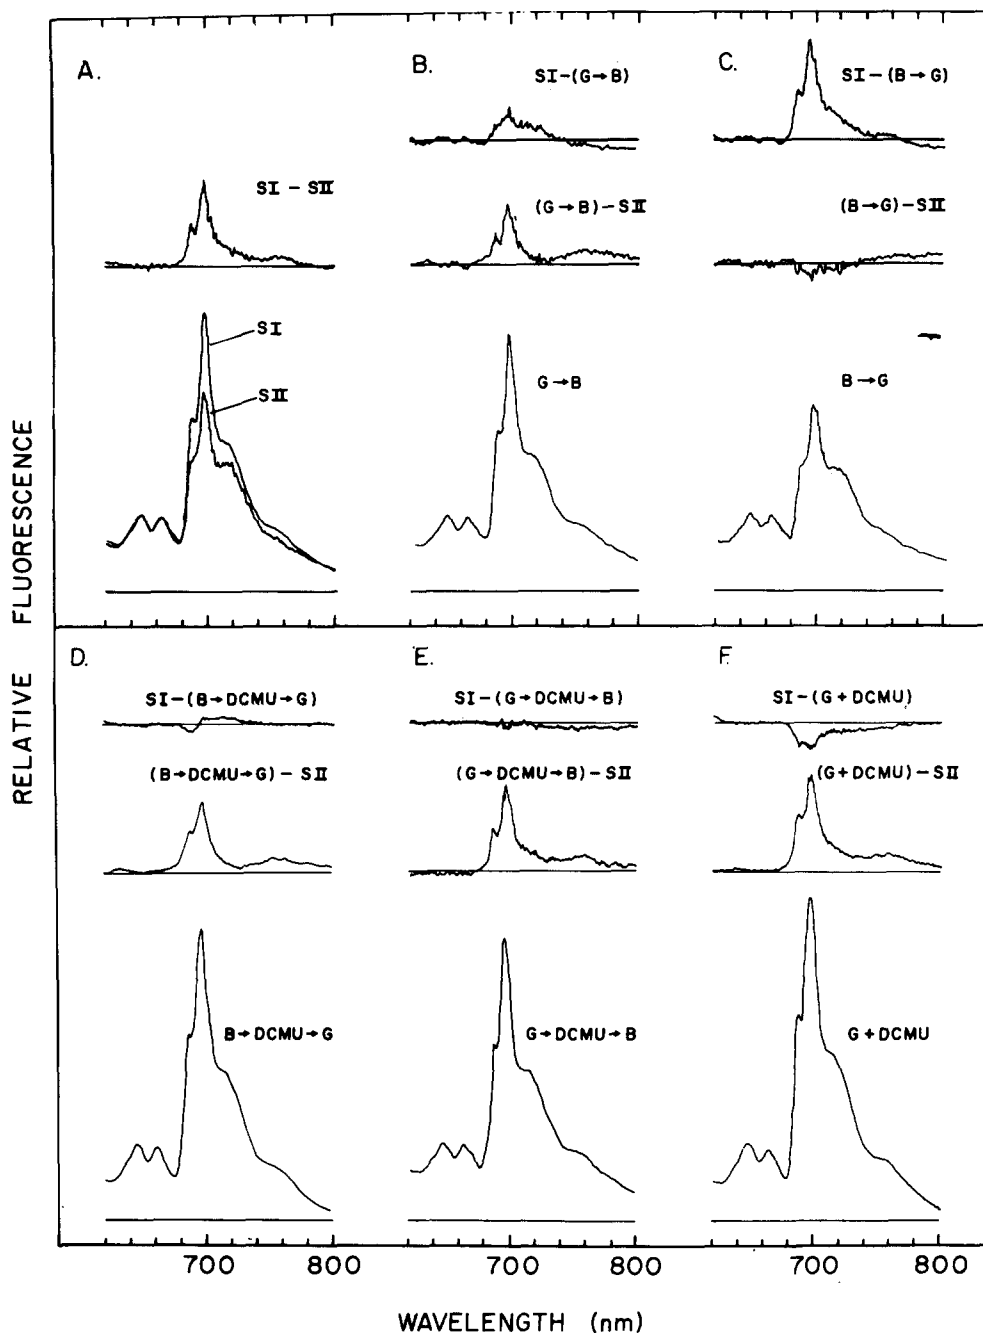 A.
B.
C.
SI-(G→B)
SI-(B→G)
SI-SII
(G→B)-SII
(B→G)-SII
SI
SII
G→B
B→G
D.
E.
F.
SI-(B→DCMU→G)
SI-(G→DCMU→B)
SI-(G+DCMU)
(B→DCMU→G)-SII
(G→DCMU→B)-SII
(G+DCMU)-SII
B→DCMU→G
G→DCMU→B
G+DCMU
700 800 700 800 700 800
WAVELENGTH (nm)
RELATIVE FLUORESCENCE